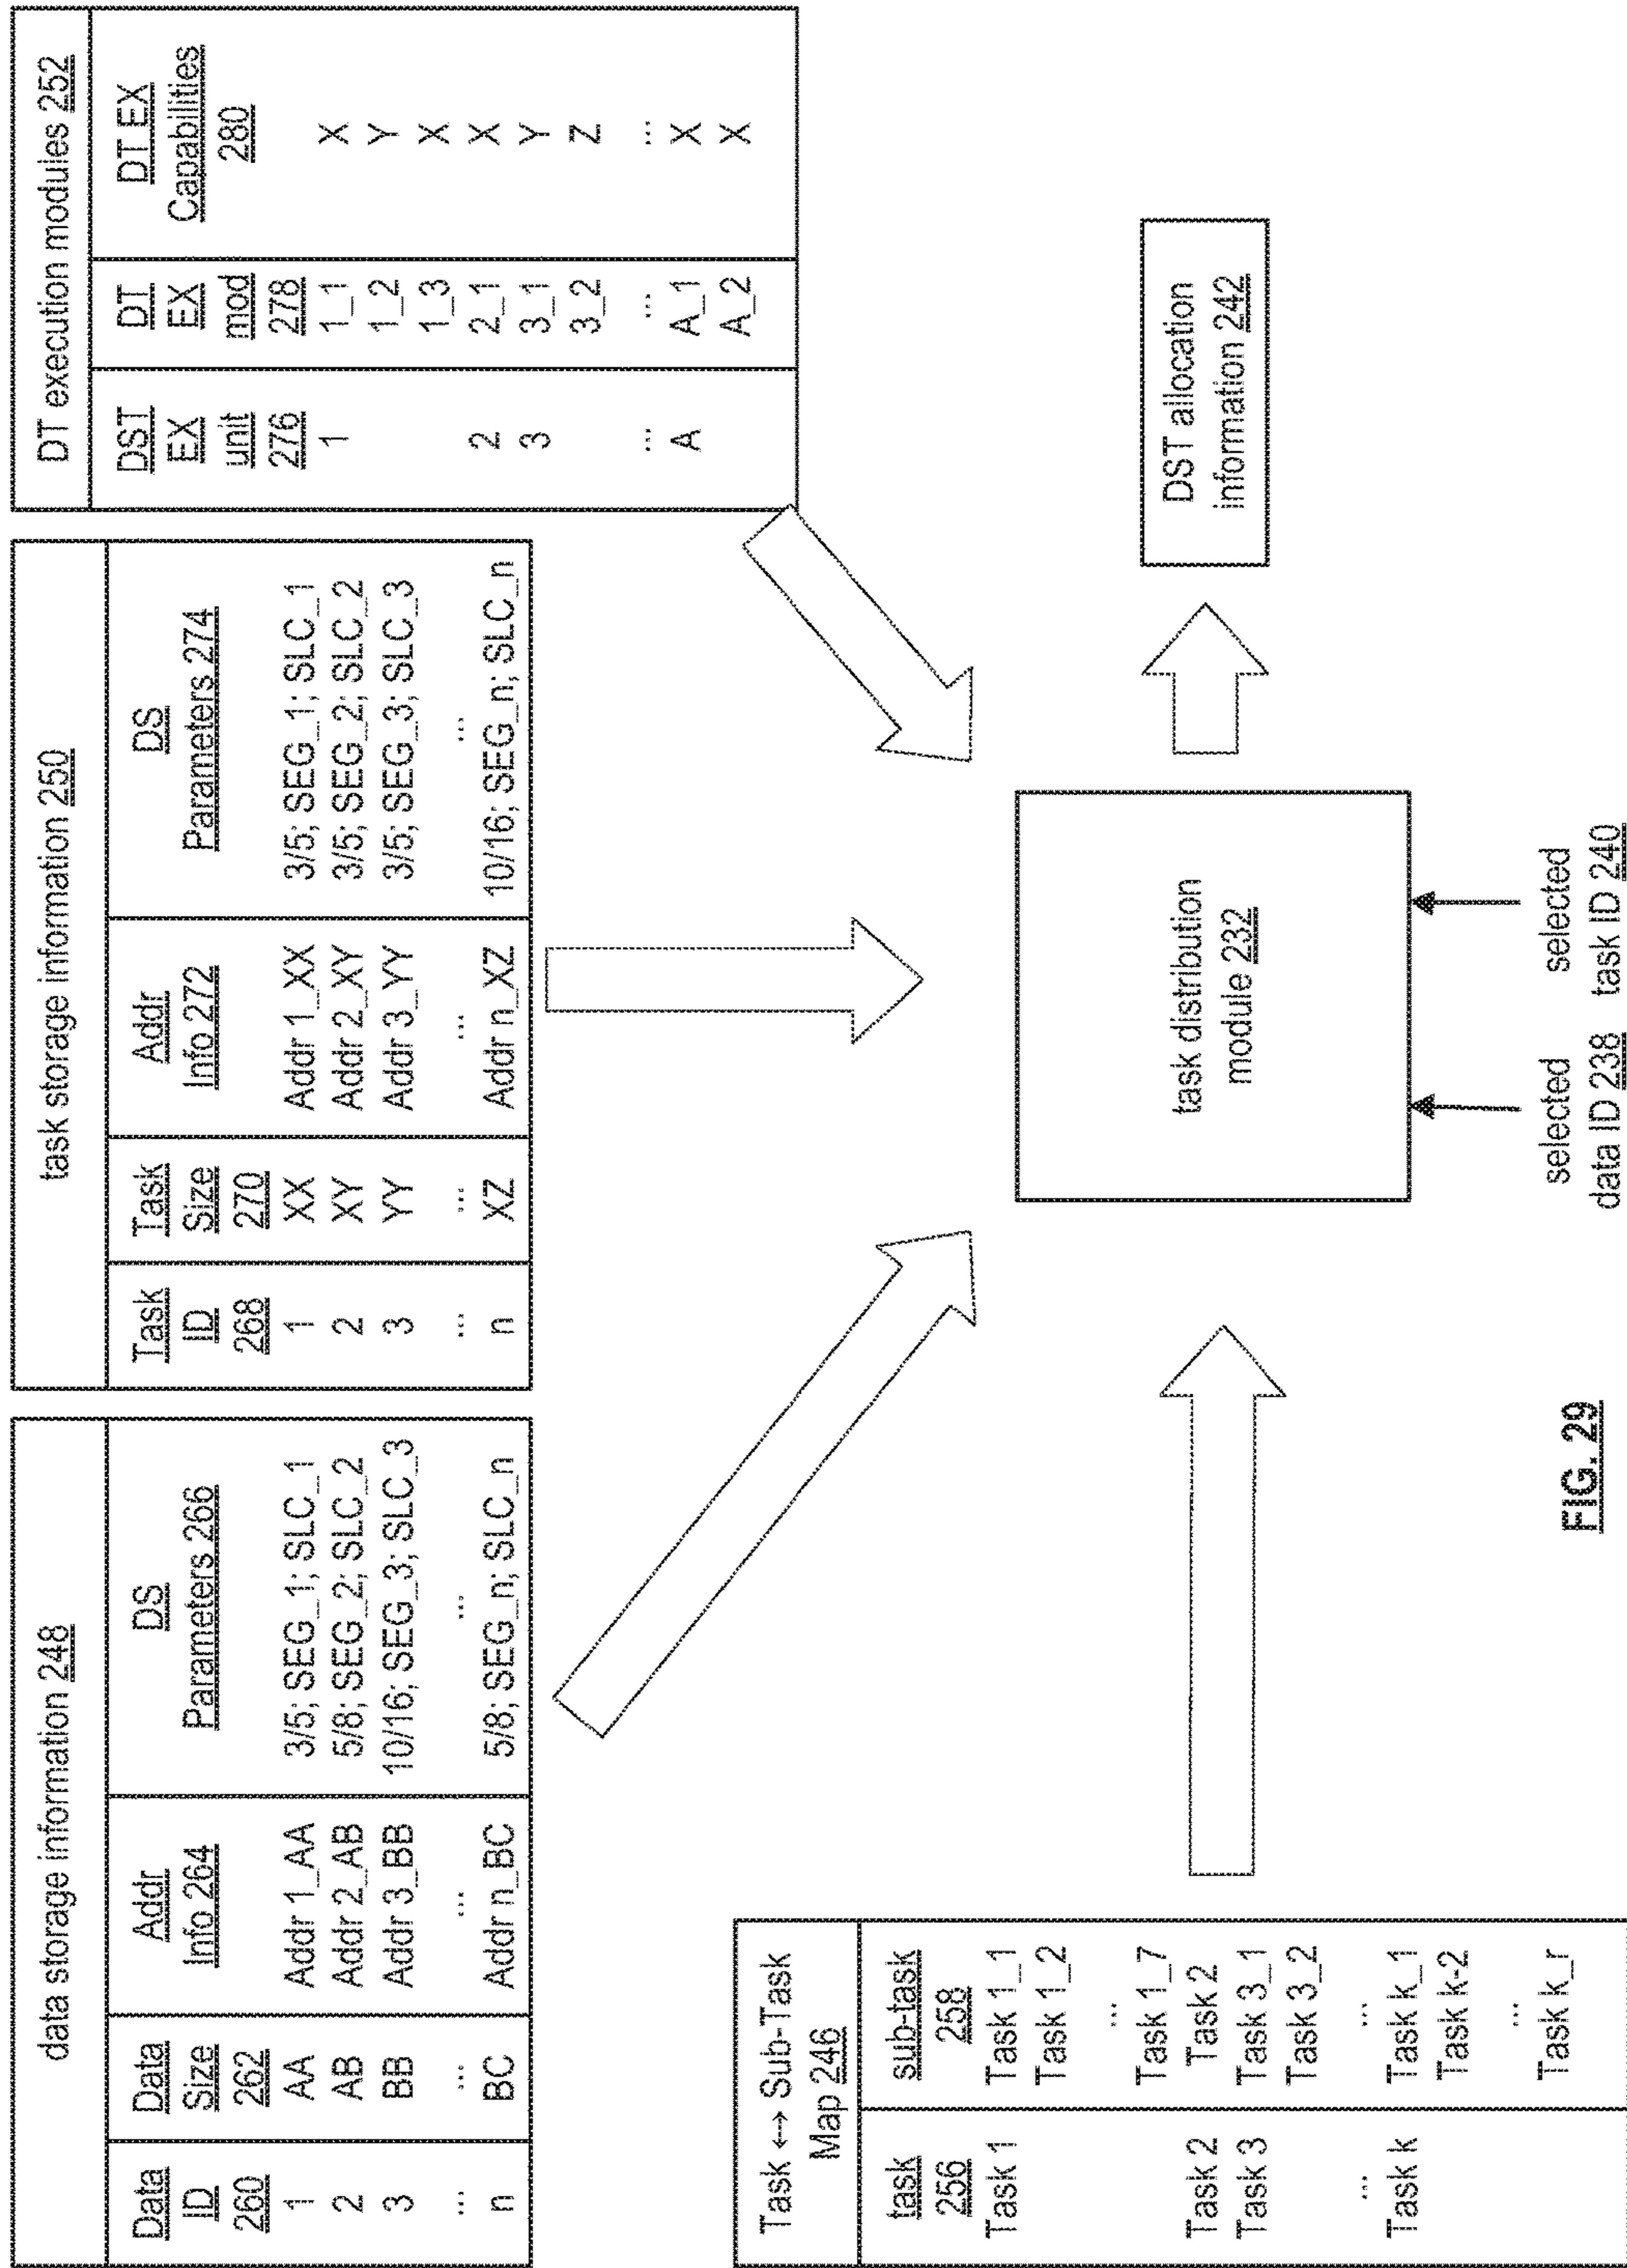 data storage information 248
Data ID 260 Data Size 262 Addr Info 264 DS Parameters 266
1 AA Addr 1_AA 3/5; SEG_1; SLC_1
2 AB Addr 2_AB 5/8; SEG_2; SLC_2
3 BB Addr 3_BB 10/16; SEG_3; SLC_3
... ... ... ...
n BC Addr n_BC 5/8; SEG_n; SLC_n
task storage information 250
Task ID 268 Task Size 270 Addr Info 272 DS Parameters 274
1 XX Addr 1_XX 3/5; SEG_1; SLC_1
2 XY Addr 2_XY 3/5; SEG_2; SLC_2
3 YY Addr 3_YY 3/5; SEG_3; SLC_3
... ... ... ...
n XZ Addr n_XZ 10/16; SEG_n; SLC_n
DT execution modules 252
DST EX unit 276 DT EX mod 278 DT EX Capabilities 280
1 1_1 X
1_2 Y
1_3 X
2 2_1 X
3 3_1 Y
3_2 Z
... ... ...
A A_1 X
A_2 X
Task ↔ Sub-Task
Map 246
task 256 sub-task 258
Task 1 Task 1_1
Task 1_2
...
Task 1_7
Task 2 Task 2
Task 3 Task 3_1
Task 3_2
... ...
Task k Task k_1
Task k-2
...
Task k_r
task distribution
module 232
selected
data ID 238
selected
task ID 240
DST allocation
information 242
FIG. 29